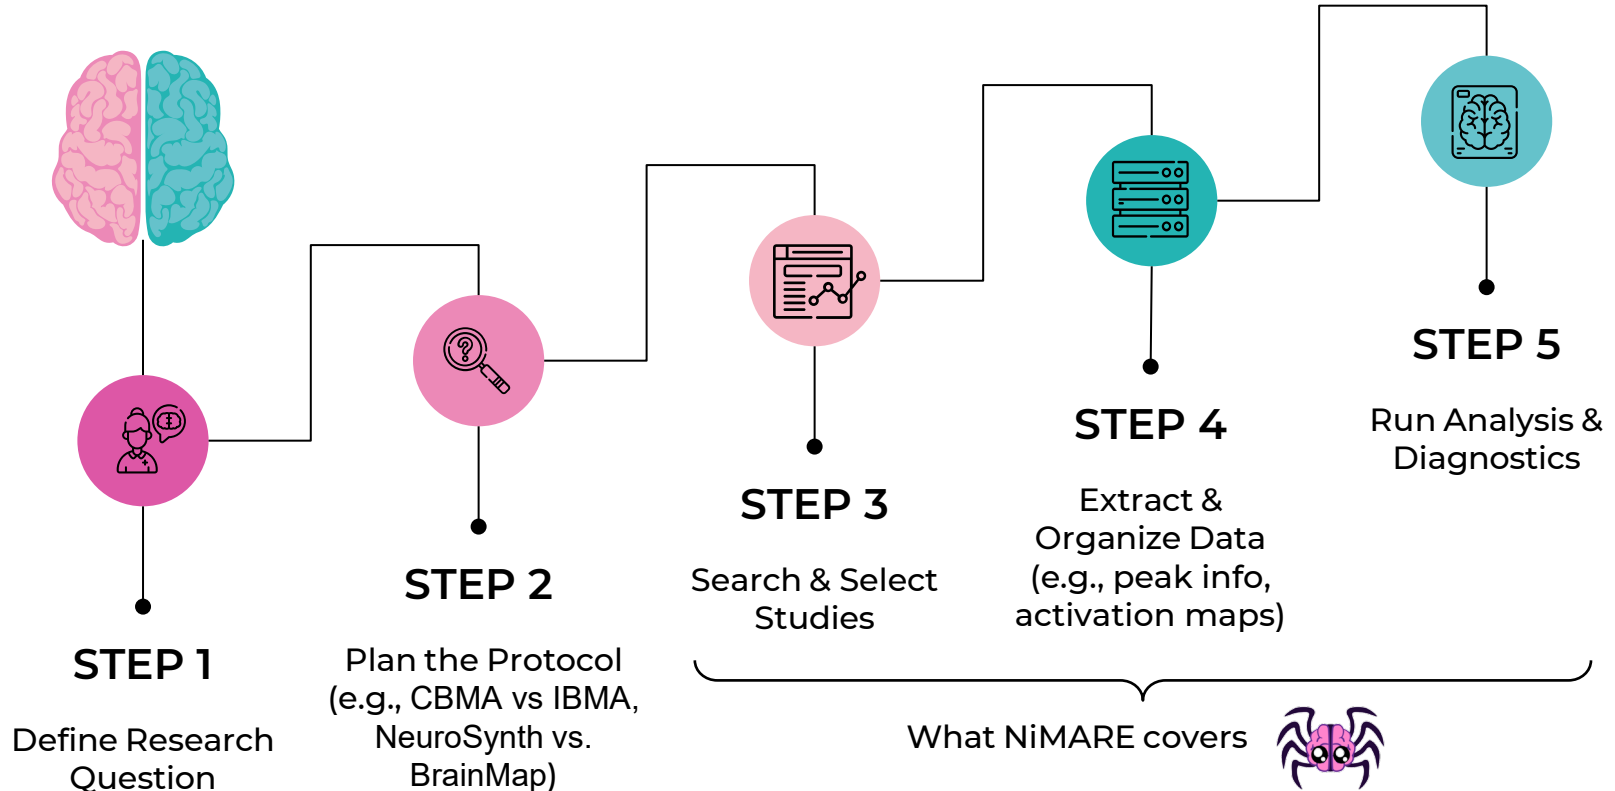 STEP 1
Define Research
Question
STEP 2
Plan the Protocol
(e.g., CBMA vs IBMA,
NeuroSynth vs.
BrainMap)
STEP 3
Search & Select
Studies
STEP 4
Extract &
Organize Data
(e.g., peak info,
activation maps)
STEP 5
Run Analysis &
Diagnostics
What NiMARE covers